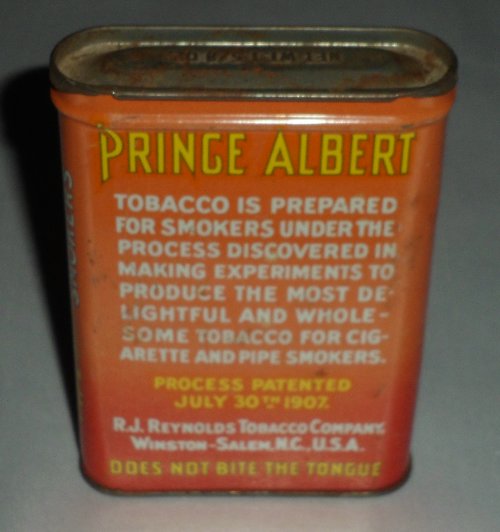 PRINCE ALBERT
TOBACCO IS PREPARED
FOR SMOKERS UNDER THE
PROCESS DISCOVERED IN
MAKING EXPERIMENTS TO
PRODUCE THE MOST DE-
LIGHTFUL AND WHOLE-
SOME TOBACCO FOR CIG-
ARETTE AND PIPE SMOKERS.
PROCESS PATENTED
JULY 30TH 1907.
R.J. REYNOLDS TOBACCO COMPANY,
WINSTON-SALEM, N.C., U.S.A.
DOES NOT BITE THE TONGUE
SMOKERS